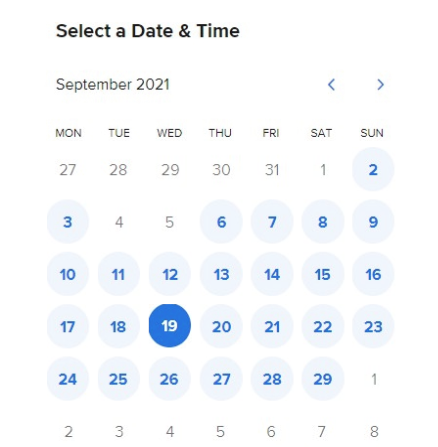 Select a Date & Time
September 2021
MON TUE WED THU FRI SAT SUN
27 28 29 30 31 1 2
3 4 5 6 7 8 9
10 11 12 13 14 15 16
17 18 19 20 21 22 23
24 25 26 27 28 29 1
2 3 4 5 6 7 8